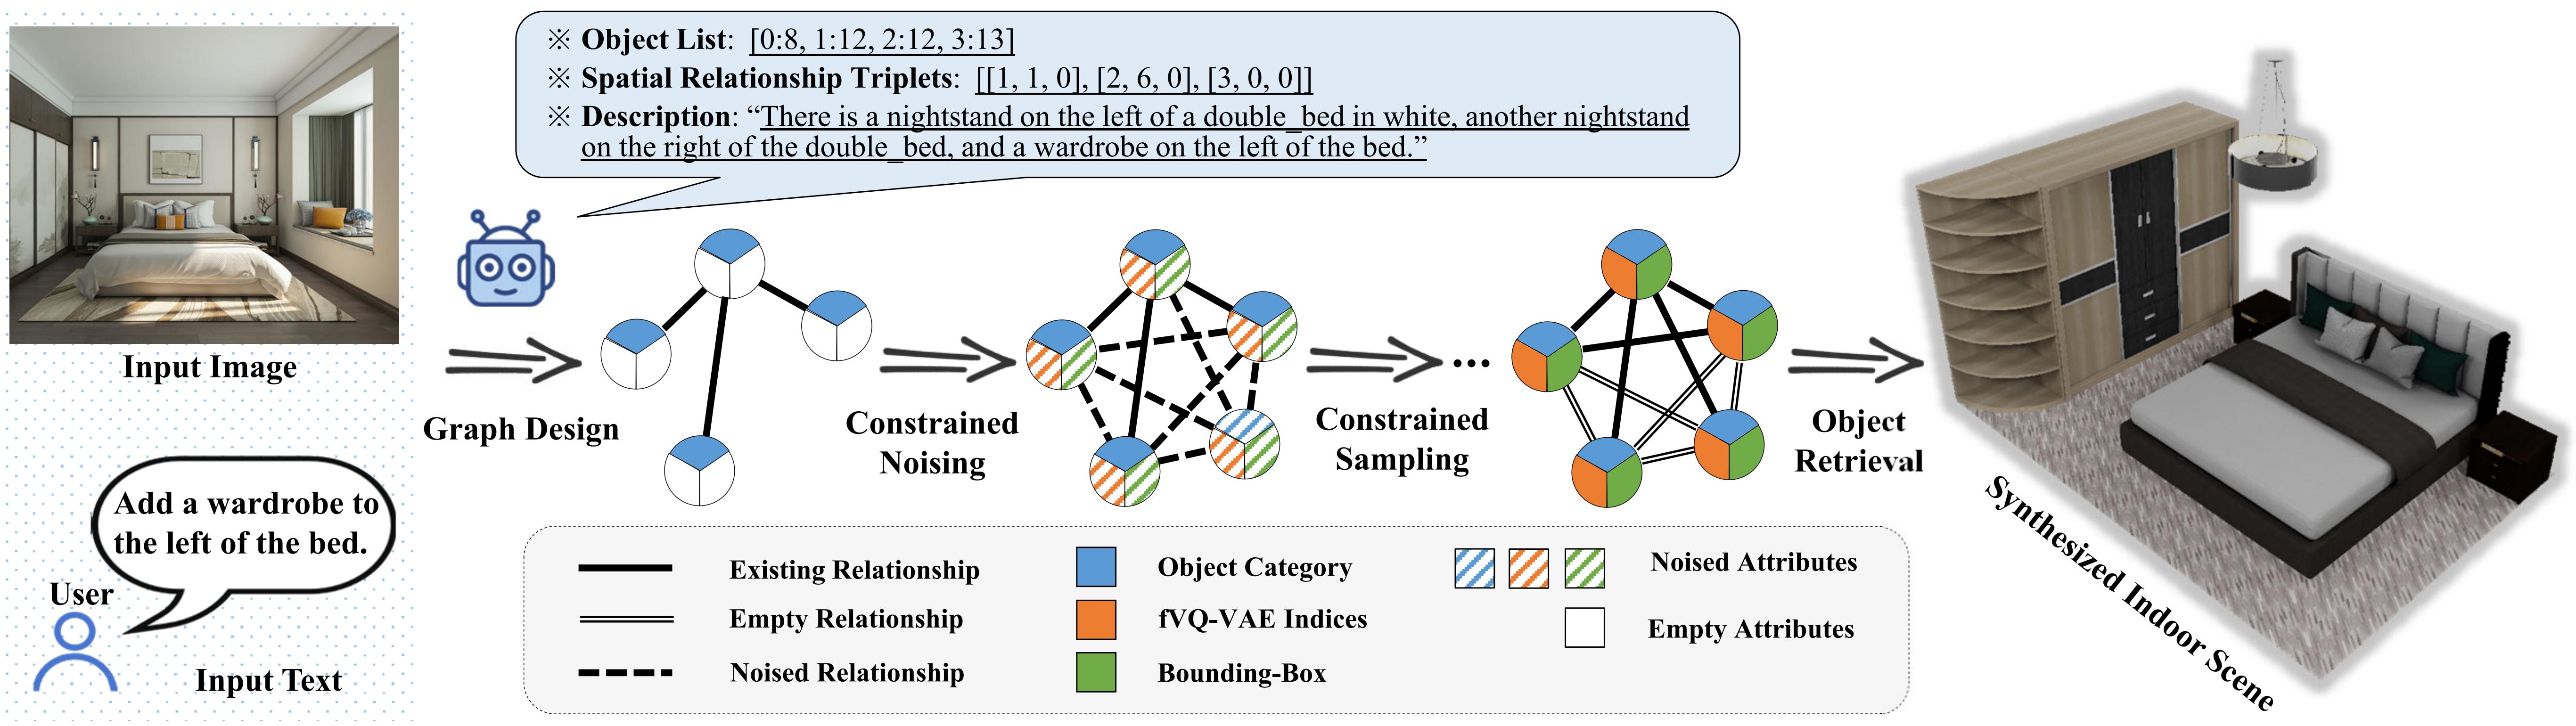 ※ Object List: [0:8, 1:12, 2:12, 3:13]
※ Spatial Relationship Triplets: [[1, 1, 0], [2, 6, 0], [3, 0, 0]]
※ Description: “There is a nightstand on the left of a double_bed in white, another nightstand
on the right of the double_bed, and a wardrobe on the left of the bed.”
Input Image
Add a wardrobe to
the left of the bed.
User
Input Text
Graph Design
Constrained
Noising
Constrained
Sampling
...
Object
Retrieval
Synthesized Indoor Scene
Existing Relationship
Empty Relationship
Noised Relationship
Object Category
fVQ-VAE Indices
Bounding-Box
Noised Attributes
Empty Attributes